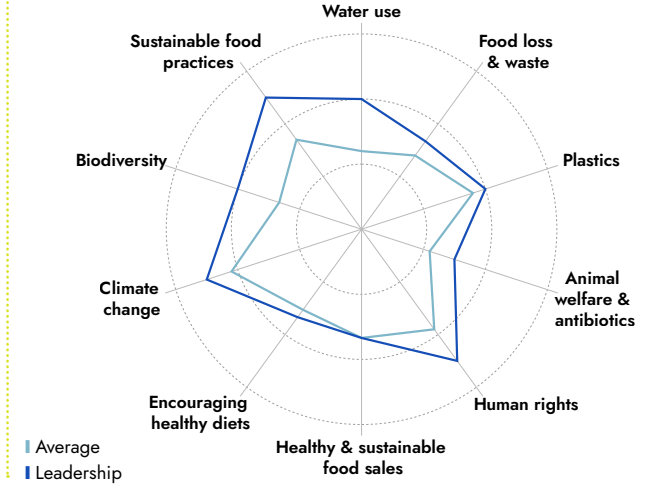 Water use
Sustainable food
practices
Food loss
& waste
Biodiversity
Plastics
Climate
change
Animal
welfare &
antibiotics
Encouraging
healthy diets
Human rights
Healthy & sustainable
food sales
Average
Leadership